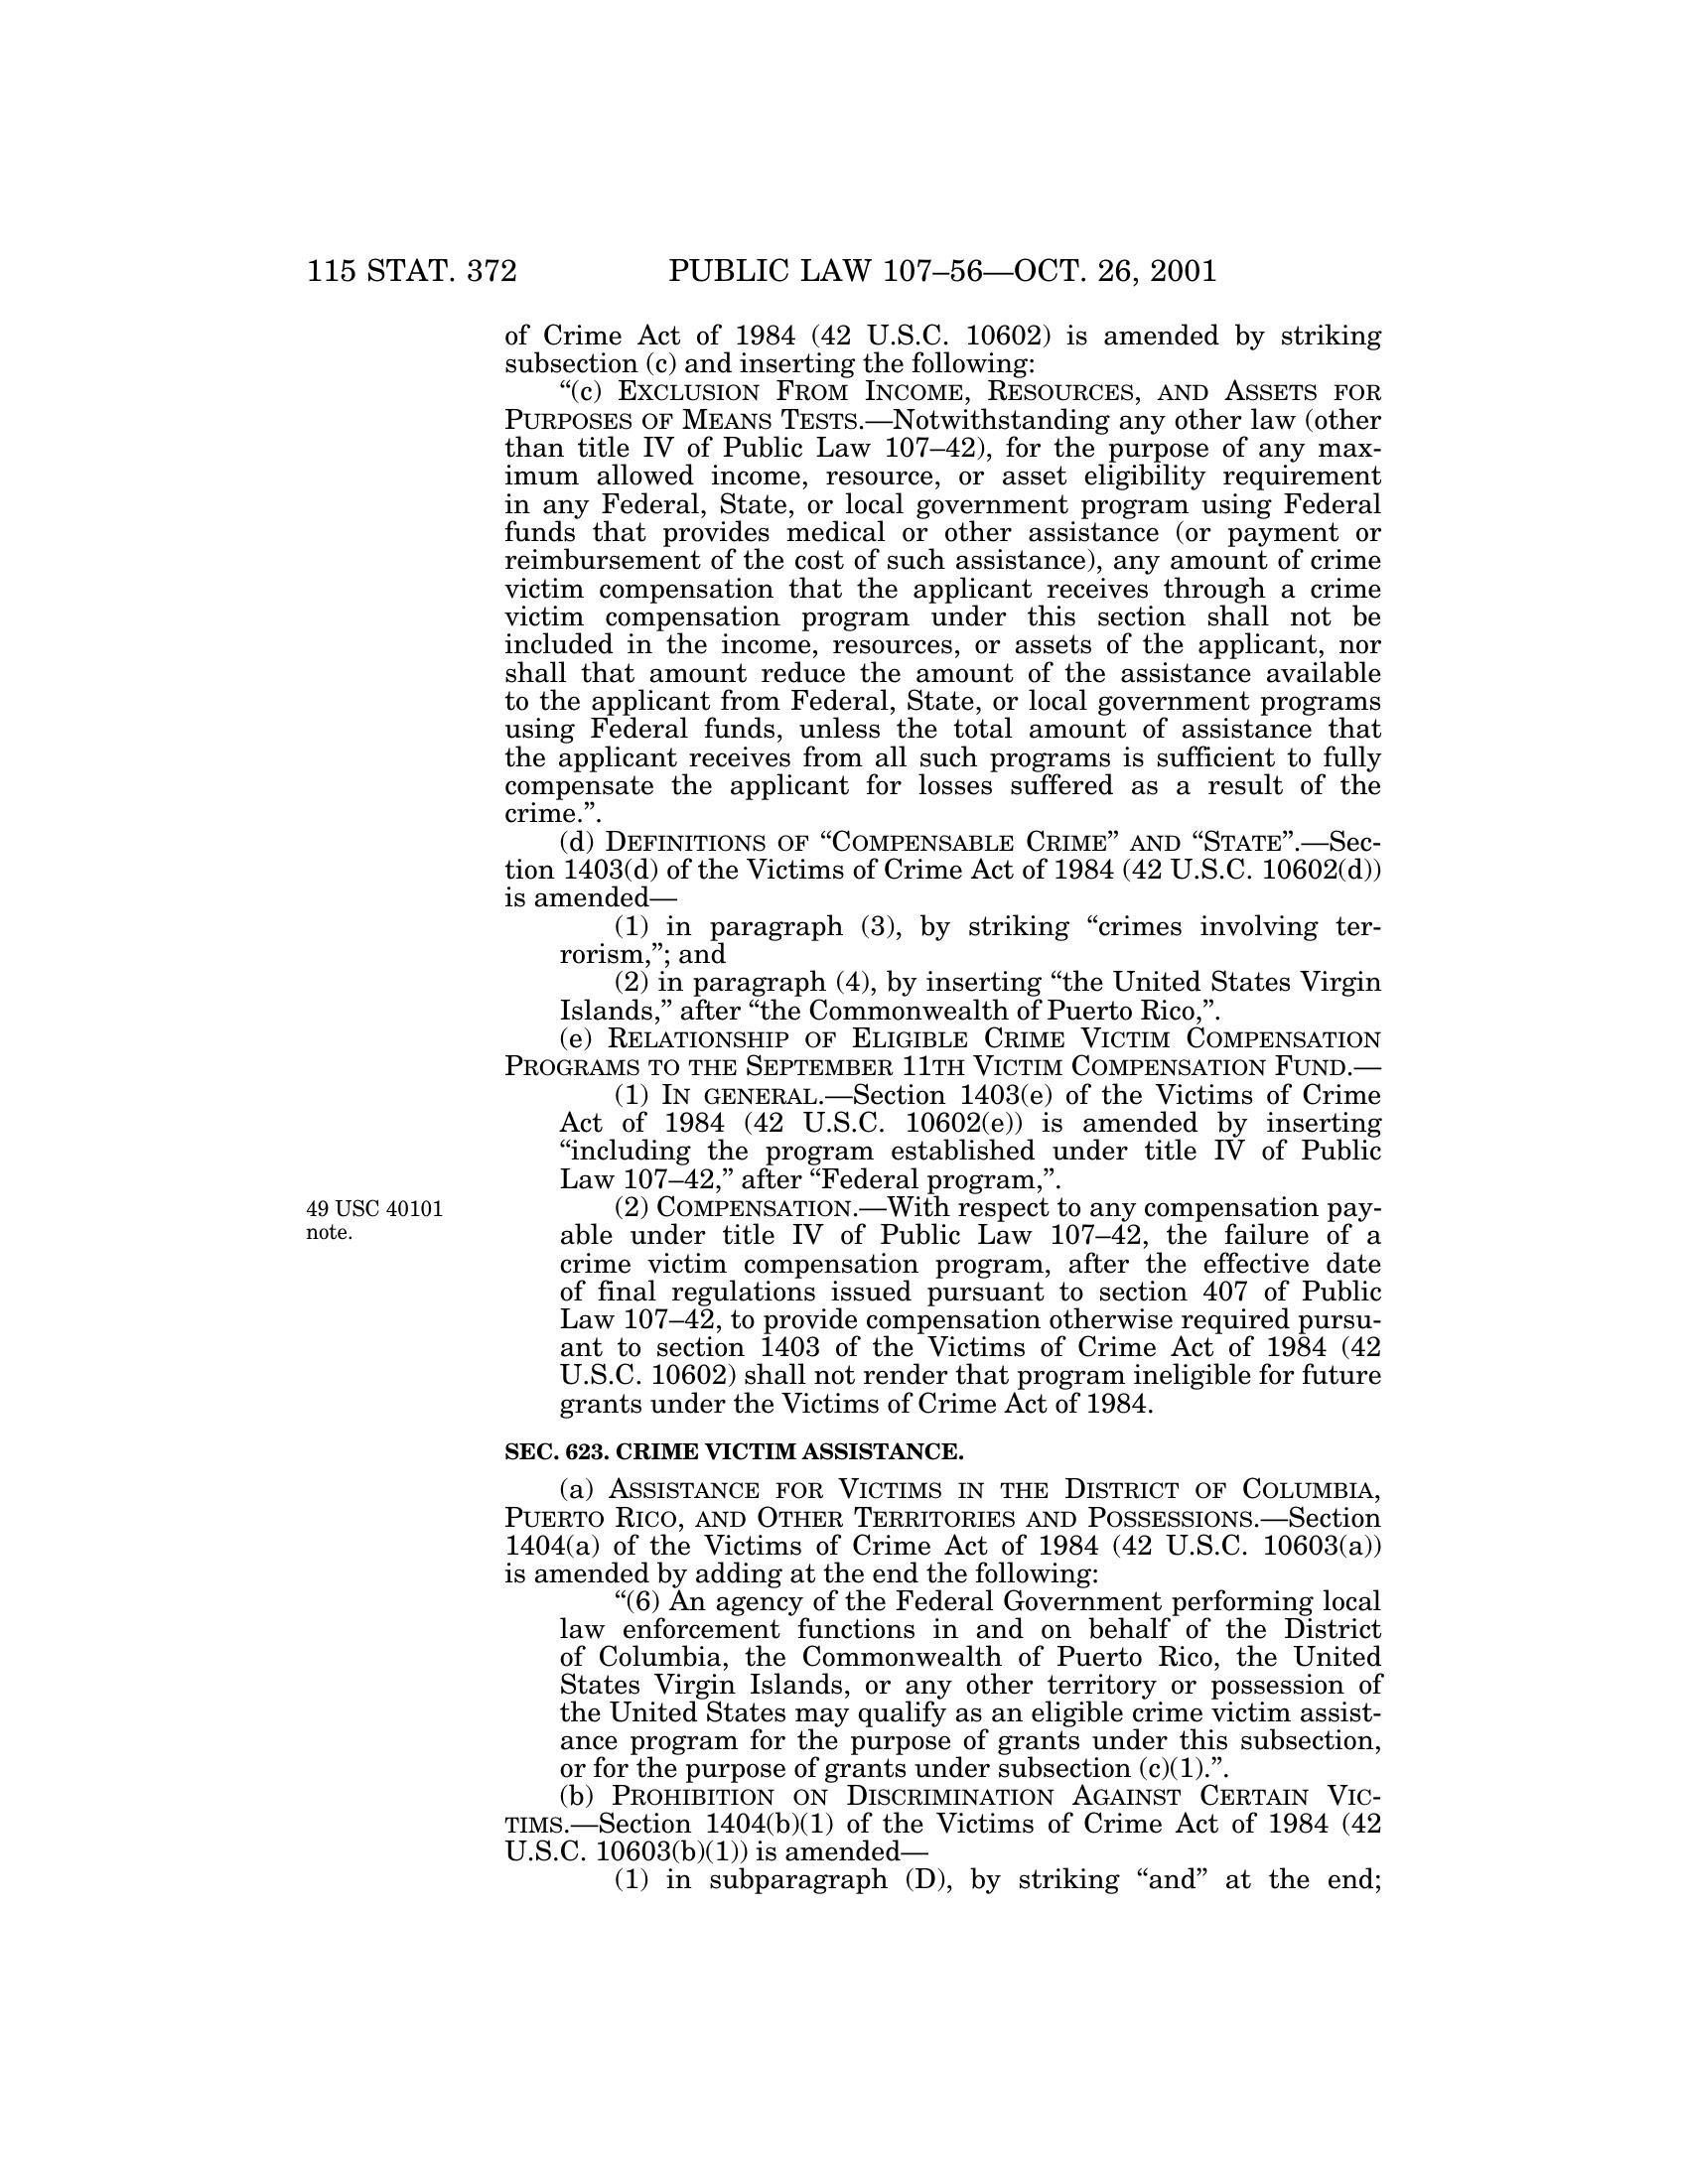 115 STAT. 372 PUBLIC LAW 107–56—OCT. 26, 2001
of Crime Act of 1984 (42 U.S.C. 10602) is amended by striking
subsection (c) and inserting the following:
“(c) EXCLUSION FROM INCOME, RESOURCES, AND ASSETS FOR
PURPOSES OF MEANS TESTS.—Notwithstanding any other law (other
than title IV of Public Law 107–42), for the purpose of any max-
imum allowed income, resource, or asset eligibility requirement
in any Federal, State, or local government program using Federal
funds that provides medical or other assistance (or payment or
reimbursement of the cost of such assistance), any amount of crime
victim compensation that the applicant receives through a crime
victim compensation program under this section shall not be
included in the income, resources, or assets of the applicant, nor
shall that amount reduce the amount of the assistance available
to the applicant from Federal, State, or local government programs
using Federal funds, unless the total amount of assistance that
the applicant receives from all such programs is sufficient to fully
compensate the applicant for losses suffered as a result of the
crime.”.
(d) DEFINITIONS OF “COMPENSABLE CRIME” AND “STATE”.—Sec-
tion 1403(d) of the Victims of Crime Act of 1984 (42 U.S.C. 10602(d))
is amended—
(1) in paragraph (3), by striking “crimes involving ter-
rorism,”; and
(2) in paragraph (4), by inserting “the United States Virgin
Islands,” after “the Commonwealth of Puerto Rico,”.
(e) RELATIONSHIP OF ELIGIBLE CRIME VICTIM COMPENSATION
PROGRAMS TO THE SEPTEMBER 11TH VICTIM COMPENSATION FUND.—
(1) IN GENERAL.—Section 1403(e) of the Victims of Crime
Act of 1984 (42 U.S.C. 10602(e)) is amended by inserting
“including the program established under title IV of Public
Law 107–42,” after “Federal program,”.
49 USC 40101
note.
(2) COMPENSATION.—With respect to any compensation pay-
able under title IV of Public Law 107–42, the failure of a
crime victim compensation program, after the effective date
of final regulations issued pursuant to section 407 of Public
Law 107–42, to provide compensation otherwise required pursu-
ant to section 1403 of the Victims of Crime Act of 1984 (42
U.S.C. 10602) shall not render that program ineligible for future
grants under the Victims of Crime Act of 1984.
SEC. 623. CRIME VICTIM ASSISTANCE.
(a) ASSISTANCE FOR VICTIMS IN THE DISTRICT OF COLUMBIA,
PUERTO RICO, AND OTHER TERRITORIES AND POSSESSIONS.—Section
1404(a) of the Victims of Crime Act of 1984 (42 U.S.C. 10603(a))
is amended by adding at the end the following:
“(6) An agency of the Federal Government performing local
law enforcement functions in and on behalf of the District
of Columbia, the Commonwealth of Puerto Rico, the United
States Virgin Islands, or any other territory or possession of
the United States may qualify as an eligible crime victim assist-
ance program for the purpose of grants under this subsection,
or for the purpose of grants under subsection (c)(1).”.
(b) PROHIBITION ON DISCRIMINATION AGAINST CERTAIN VIC-
TIMS.—Section 1404(b)(1) of the Victims of Crime Act of 1984 (42
U.S.C. 10603(b)(1)) is amended—
(1) in subparagraph (D), by striking “and” at the end;